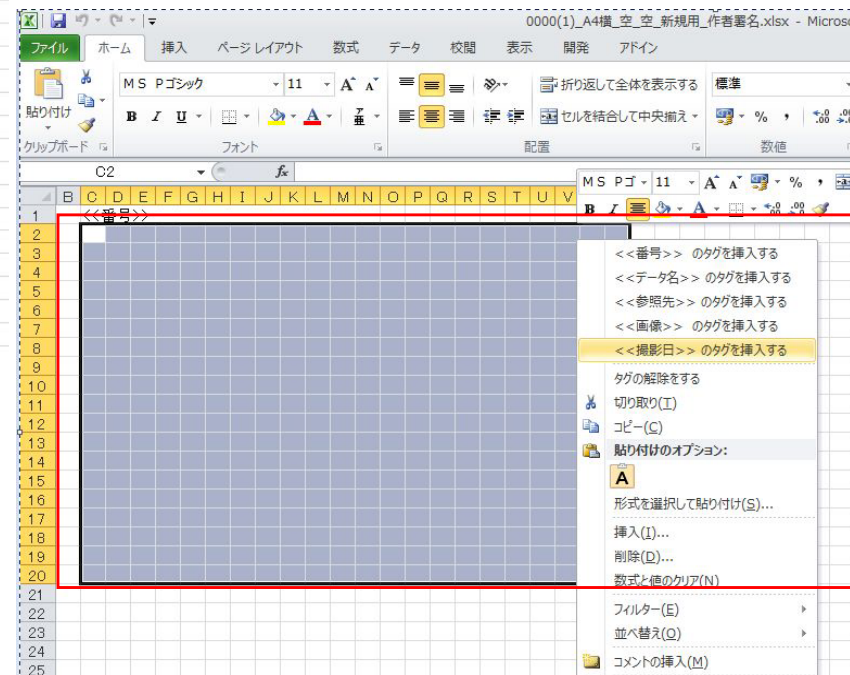 0000(1)_A4横_空_空_新規用_作者署名.xlsx - Microso
ファイル ホーム 挿入 ページ レイアウト 数式 データ 校閲 表示 開発 アドイン
MS Pゴシック 11 A A 折り返して全体を表示する 標準
貼り付け B I U A 亜 セルを結合して中央揃え % , .00
クリップボード フォント 配置 数値
C2 fx
MS Pゴ 11 A A % ,
B I A
B C D E F G H I J K L M N O P Q R S T U V
1 <<番号>>
2
3
4
5
6
7
8
9
10
11
12
13
14
15
16
17
18
19
20
21
22
23
24
25
<<番号>> のタグを挿入する
<<データ名>> のタグを挿入する
<<参照先>> のタグを挿入する
<<画像>> のタグを挿入する
<<撮影日>> のタグを挿入する
タグの解除をする
切り取り(T)
コピー(C)
貼り付けのオプション:
A
形式を選択して貼り付け(S)...
挿入(I)...
削除(D)...
数式と値のクリア(N)
フィルター(E)
並べ替え(O)
コメントの挿入(M)